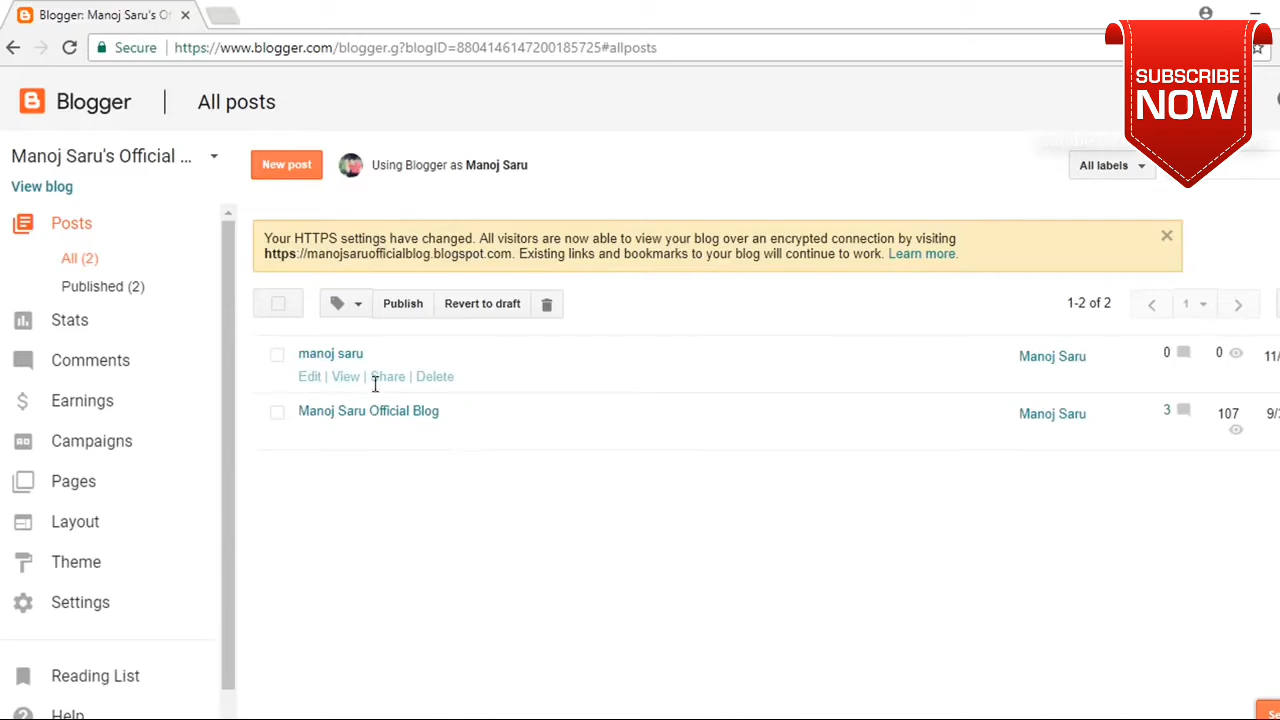 Blogger: Manoj Saru's O
Secure
https://www.blogger.com/blogger.g?blogID=8804146147200185725#allposts
SUBSCRIBE
NOW
Blogger
All posts
Manoj Saru's Official ...
View blog
New post
Using Blogger as Manoj Saru
All labels
Posts
All (2)
Published (2)
Stats
Comments
Earnings
Campaigns
Pages
Layout
Theme
Settings
Reading List
Help
Your HTTPS settings have changed. All visitors are now able to view your blog over an encrypted connection by visiting
https://manojsaruofficialblog.blogspot.com. Existing links and bookmarks to your blog will continue to work. Learn more.
Publish
Revert to draft
1-2 of 2
1
manoj saru
Manoj Saru
0
0
11/
Edit | View | Share | Delete
Manoj Saru Official Blog
Manoj Saru
3
107
9/